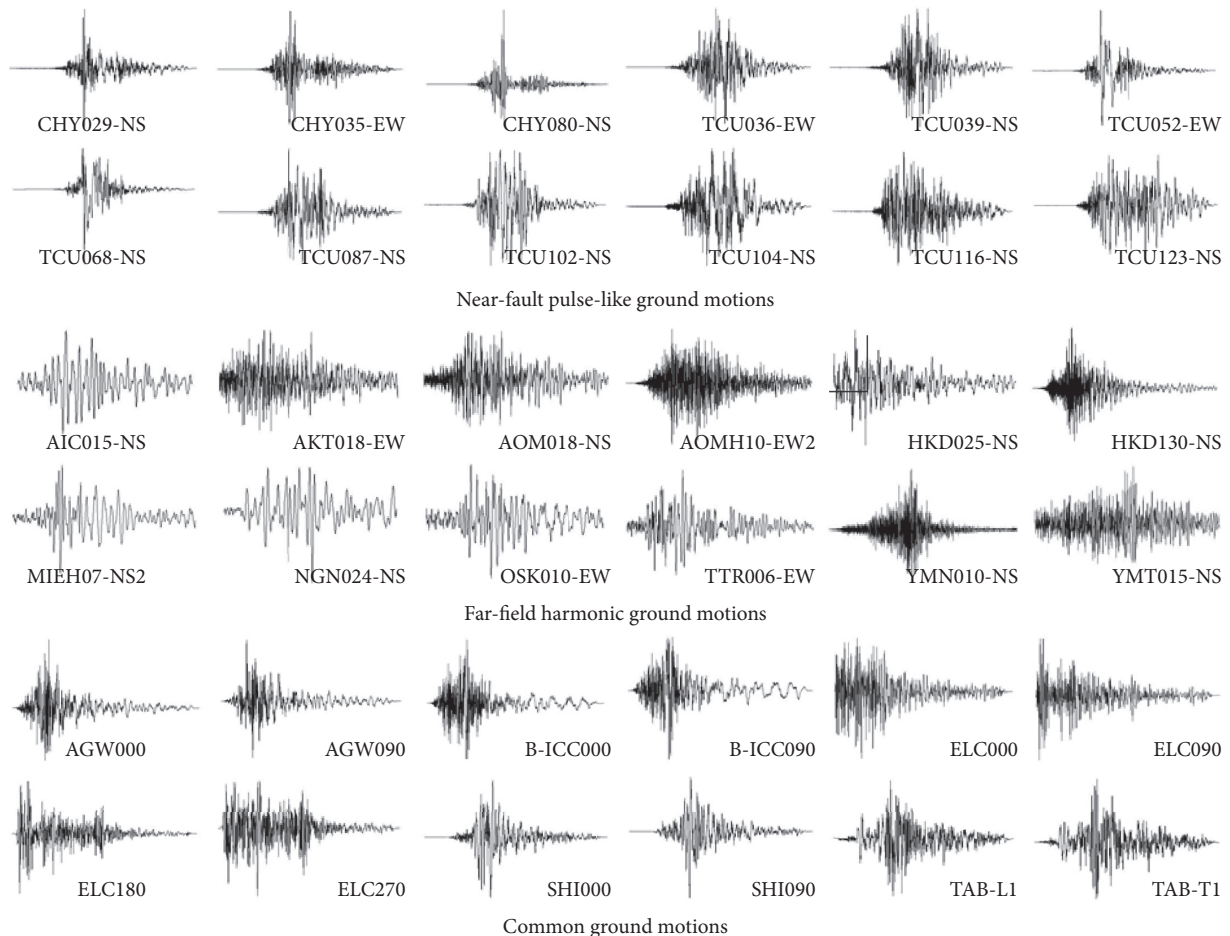 CHY029-NS CHY035-EW CHY080-NS TCU036-EW TCU039-NS TCU052-EW
TCU068-NS TCU087-NS TCU102-NS TCU104-NS TCU116-NS TCU123-NS
Near-fault pulse-like ground motions
AIC015-NS AKT018-EW AOM018-NS AOMH10-EW2 HKD025-NS HKD130-NS
MIEH07-NS2 NGN024-NS OSK010-EW TTR006-EW YMN010-NS YMT015-NS
Far-field harmonic ground motions
AGW000 AGW090 B-ICC000 B-ICC090 ELC000 ELC090
ELC180 ELC270 SHI000 SHI090 TAB-L1 TAB-T1
Common ground motions